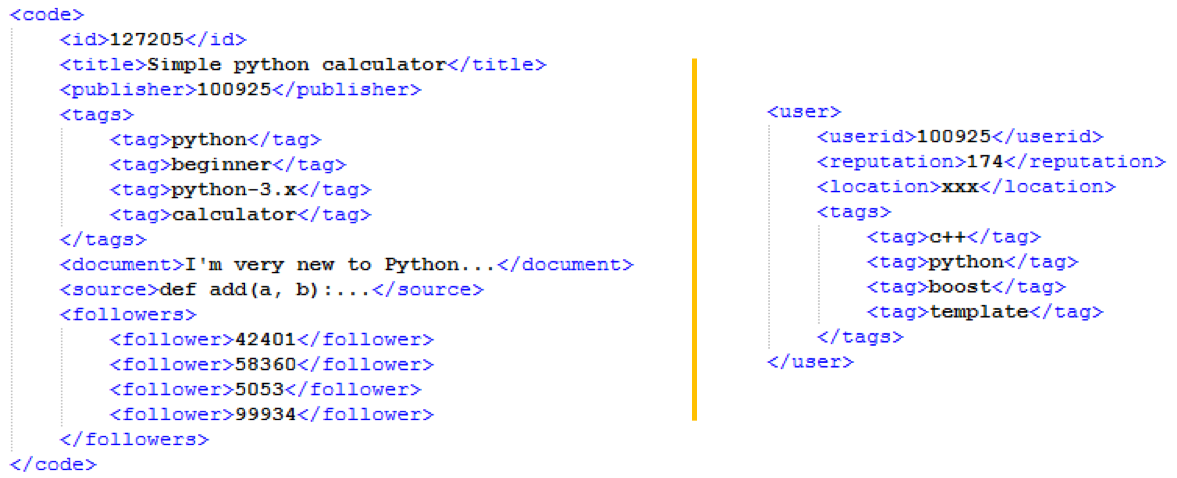 <code>
<id>127205</id>
<title>Simple python calculator</title>
<publisher>100925</publisher>
<tags>
<tag>python</tag>
<tag>beginner</tag>
<tag>python-3.x</tag>
<tag>calculator</tag>
</tags>
<document>I'm very new to Python...</document>
<source>def add(a, b):...</source>
<followers>
<follower>42401</follower>
<follower>58360</follower>
<follower>5053</follower>
<follower>99934</follower>
</followers>
</code>
<user>
<userid>100925</userid>
<reputation>174</reputation>
<location>xxx</location>
<tags>
<tag>c++</tag>
<tag>python</tag>
<tag>boost</tag>
<tag>template</tag>
</tags>
</user>